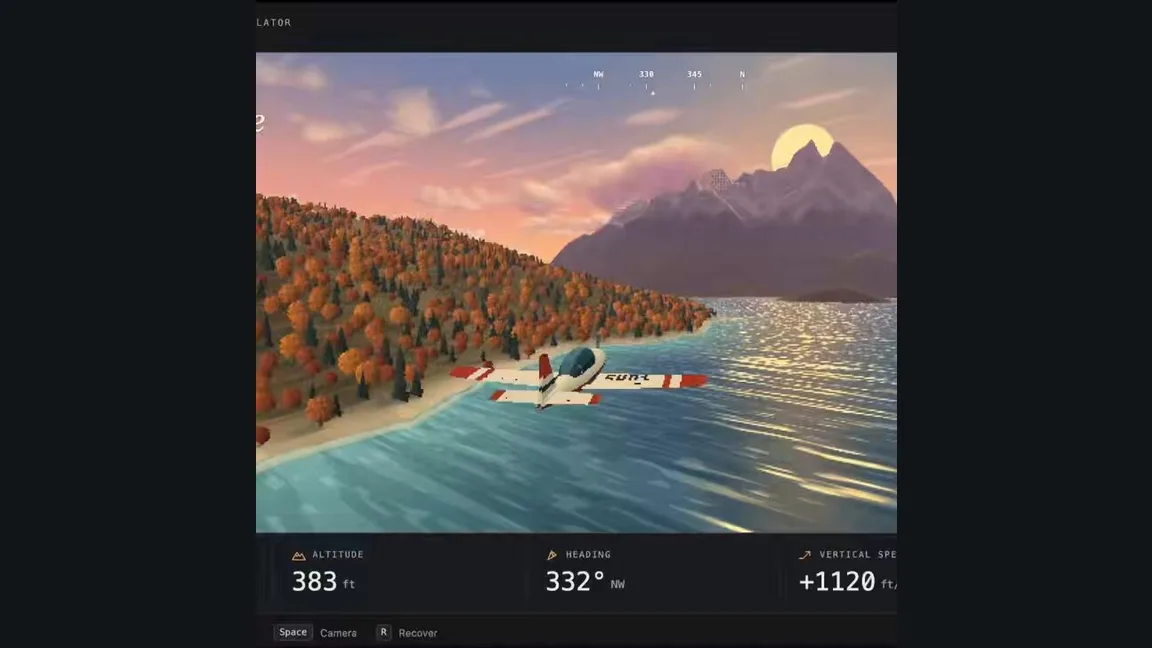 LATOR
NW 330 345 N
e
ALTITUDE
383 ft
HEADING
332° NW
VERTICAL SPE
+1120 ft/
Space Camera R Recover